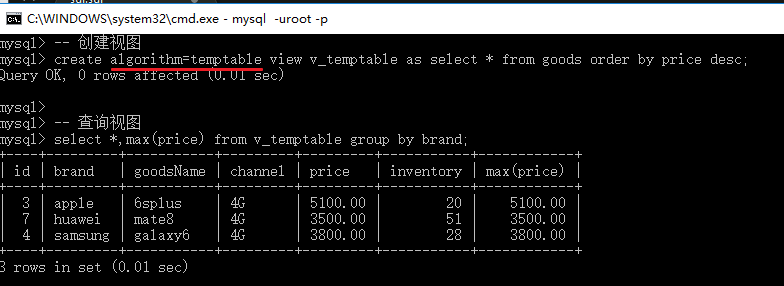 C:\WINDOWS\system32\cmd.exe - mysql -uroot -p
mysql> -- 创建视图
mysql> create algorithm=temptable view v_temptable as select * from goods order by price desc;
Query OK, 0 rows affected (0.01 sec)
mysql>
mysql> -- 查询视图
mysql> select *,max(price) from v_temptable group by brand;
+----+---------+-----------+---------+---------+-----------+------------+
| id | brand | goodsName | channel | price | inventory | max(price) |
+----+---------+-----------+---------+---------+-----------+------------+
| 3 | apple | 6splus | 4G | 5100.00 | 20 | 5100.00 |
| 7 | huawei | mate8 | 4G | 3500.00 | 51 | 3500.00 |
| 4 | samsung | galaxy6 | 4G | 3800.00 | 28 | 3800.00 |
+----+---------+-----------+---------+---------+-----------+------------+
3 rows in set (0.01 sec)